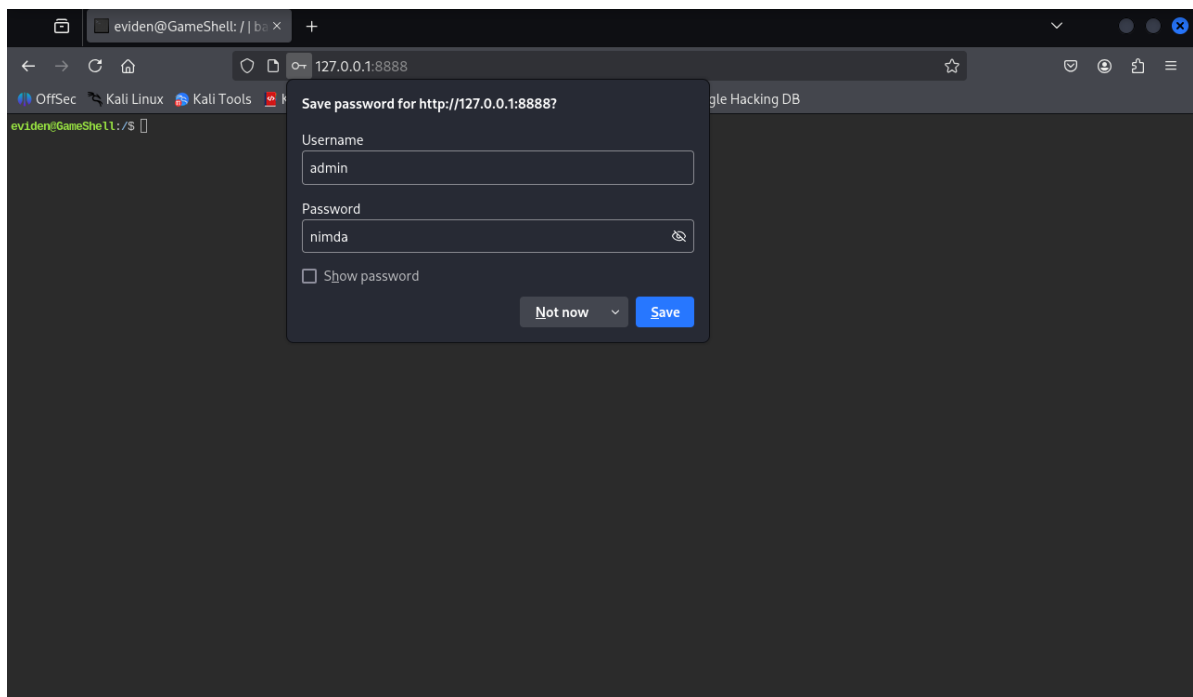 eviden@GameShell: / | ba
127.0.0.1:8888
OffSec Kali Linux Kali Tools gle Hacking DB
eviden@GameShell:/$
Save password for http://127.0.0.1:8888?
Username
admin
Password
nimda
Show password
Not now Save